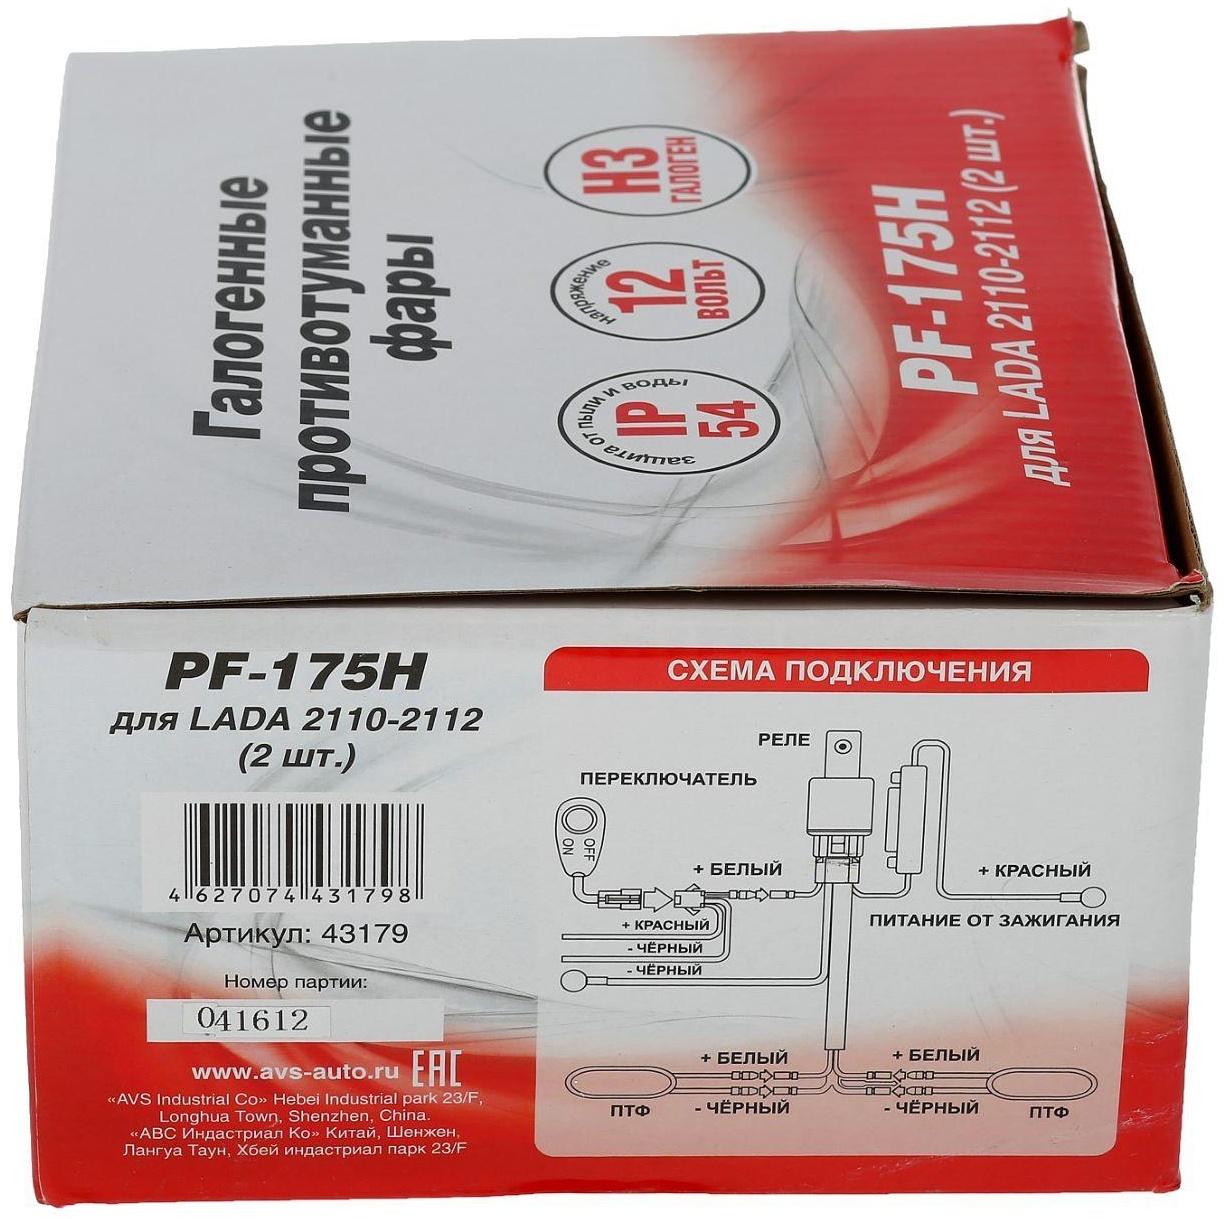 Галогенные
противотуманные
фары
H3
ГАЛОГЕН
напряжение
12
ВОЛЬТ
защита от пыли и воды
IP
54
PF-175H
для LADA 2110-2112 (2 шт.)
PF-175H
для LADA 2110-2112
(2 шт.)
4 627074 431798
Артикул: 43179
Номер партии:
041612
www.avs-auto.ru EAC
«AVS Industrial Co» Hebei Industrial park 23/F,
Longhua Town, Shenzhen, China.
«АВС Индастриал Ко» Китай, Шенжен,
Лангуа Таун, Хбей индастриал парк 23/F
СХЕМА ПОДКЛЮЧЕНИЯ
РЕЛЕ
ПЕРЕКЛЮЧАТЕЛЬ
OFF
ON
+ БЕЛЫЙ
+ КРАСНЫЙ
+ КРАСНЫЙ
- ЧЁРНЫЙ
- ЧЁРНЫЙ
ПИТАНИЕ ОТ ЗАЖИГАНИЯ
+ БЕЛЫЙ
+ БЕЛЫЙ
ПТФ
- ЧЁРНЫЙ
- ЧЁРНЫЙ
ПТФ